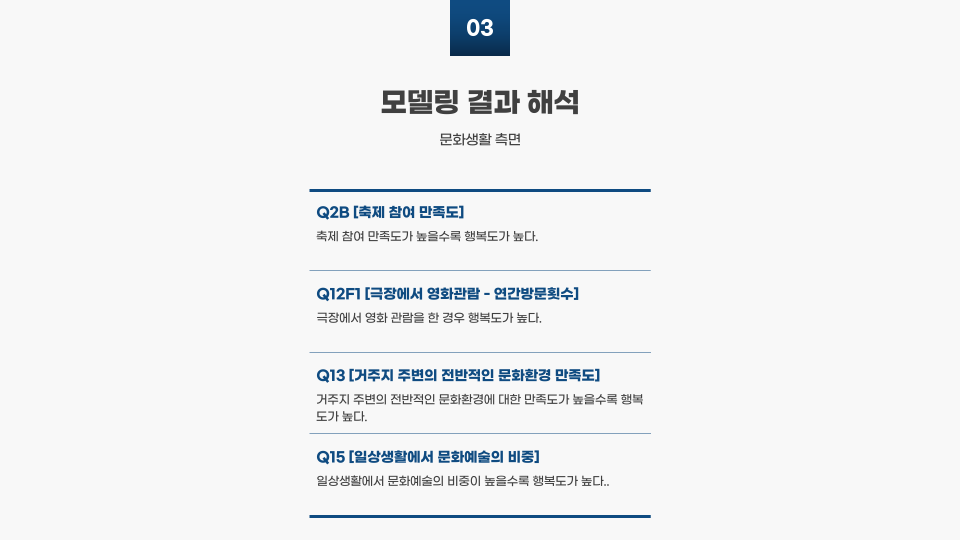 03
모델링 결과 해석
문화생활 측면
Q2B [축제 참여 만족도]
축제 참여 만족도가 높을수록 행복도가 높다.
Q12F1 [극장에서 영화관람 - 연간방문횟수]
극장에서 영화 관람을 한 경우 행복도가 높다.
Q13 [거주지 주변의 전반적인 문화환경 만족도]
거주지 주변의 전반적인 문화환경에 대한 만족도가 높을수록 행복
도가 높다.
Q15 [일상생활에서 문화예술의 비중]
일상생활에서 문화예술의 비중이 높을수록 행복도가 높다..